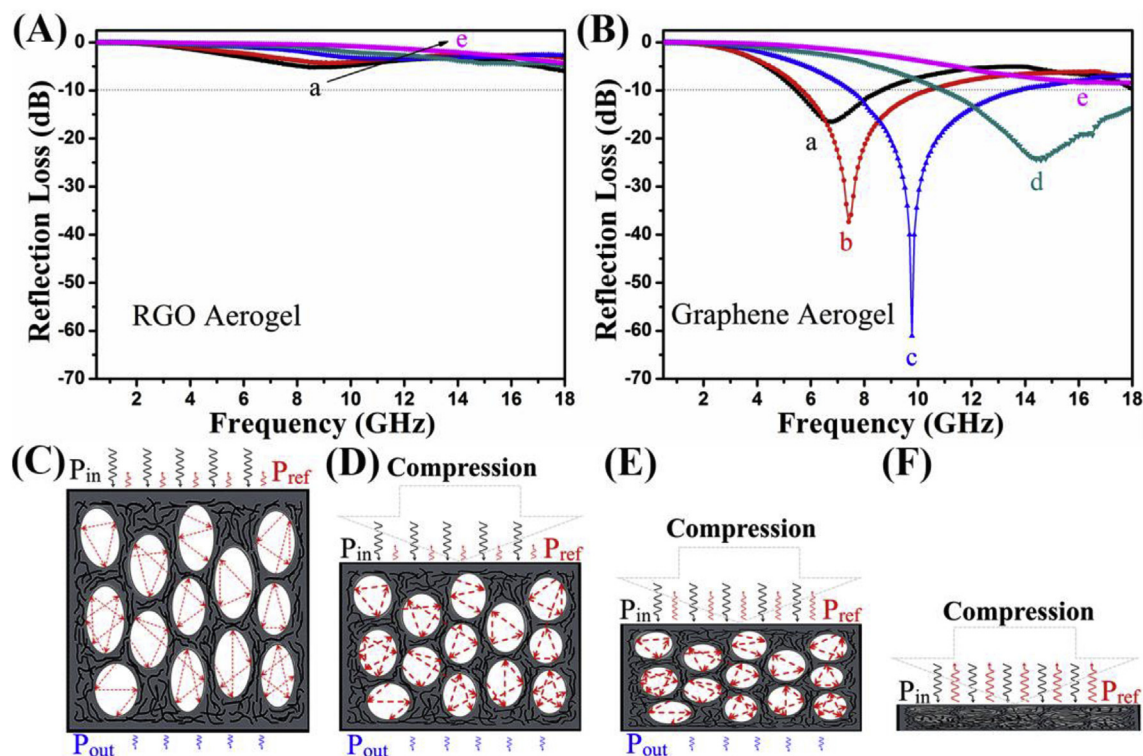 (A)
0
-10
-20
-30
-40
-50
-60
-70
Reflection Loss (dB)
a
e
RGO Aerogel
2 4 6 8 10 12 14 16 18
Frequency (GHz)
(B)
0
-10
-20
-30
-40
-50
-60
-70
Reflection Loss (dB)
a
b
c
d
e
Graphene Aerogel
2 4 6 8 10 12 14 16 18
Frequency (GHz)
(C)
Pin Pref
Pout
(D)
Compression
Pin Pref
Pout
(E)
Compression
Pin Pref
Pout
(F)
Compression
Pin Pref